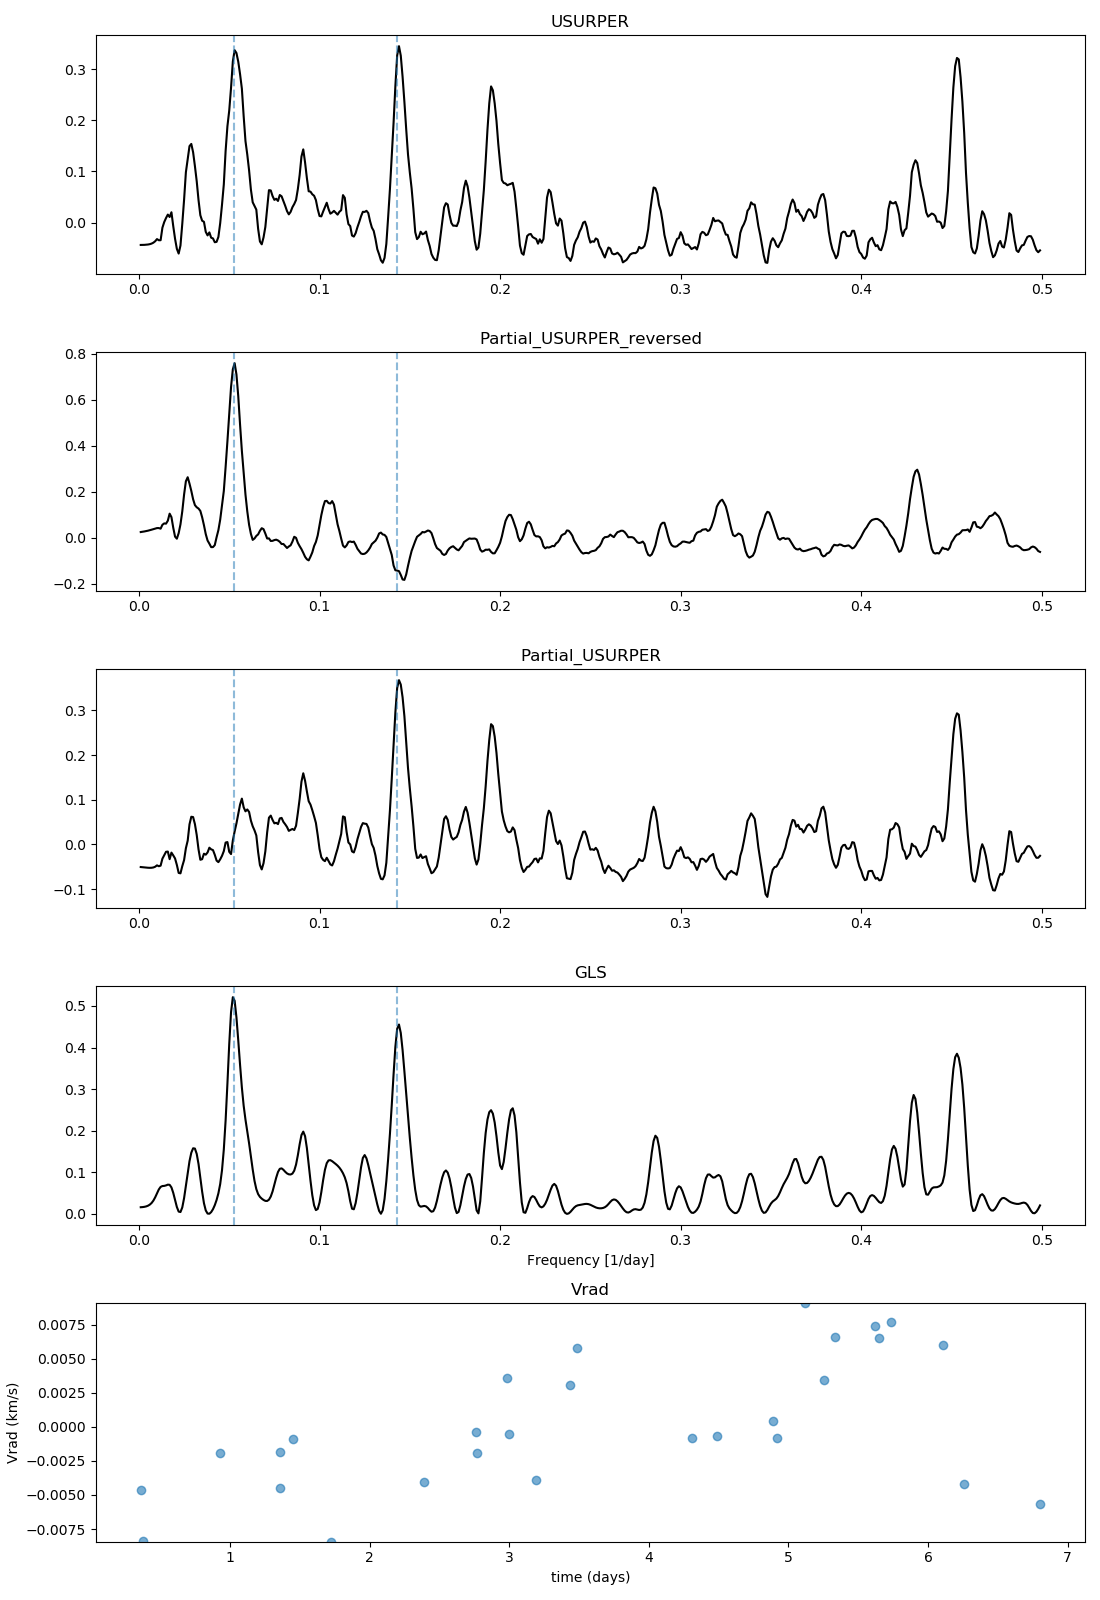 USURPER
0.3
0.2
0.1
0.0
0.0 0.1 0.2 0.3 0.4 0.5
Partial_USURPER_reversed
0.8
0.6
0.4
0.2
0.0
−0.2
0.0 0.1 0.2 0.3 0.4 0.5
Partial_USURPER
0.3
0.2
0.1
0.0
−0.1
0.0 0.1 0.2 0.3 0.4 0.5
GLS
0.5
0.4
0.3
0.2
0.1
0.0
0.0 0.1 0.2 0.3 0.4 0.5
Frequency [1/day]
Vrad
Vrad (km/s)
0.0075
0.0050
0.0025
0.0000
−0.0025
−0.0050
−0.0075
1 2 3 4 5 6 7
time (days)